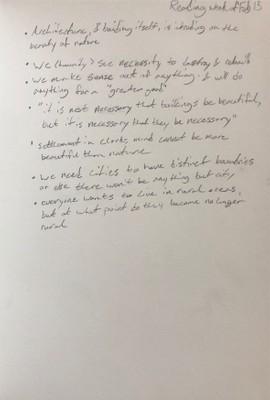 Reading week of Feb 13
• Architecture, & building itself, is intruding on the
beauty of nature
• We (humanity) see necessity to destroy & rebuild
• We make sense out of anything & will do
anything for a "greater good"
• "it is not necessary that buildings be beautiful,
but it is necessary that they be necessary"
• settlement in mind cannot be more
beautiful than nature
• We need cities to have distinct boundries
or else there won't be anything but city
• everyone wants to live in rural areas,
but at what point do they become no longer
rural